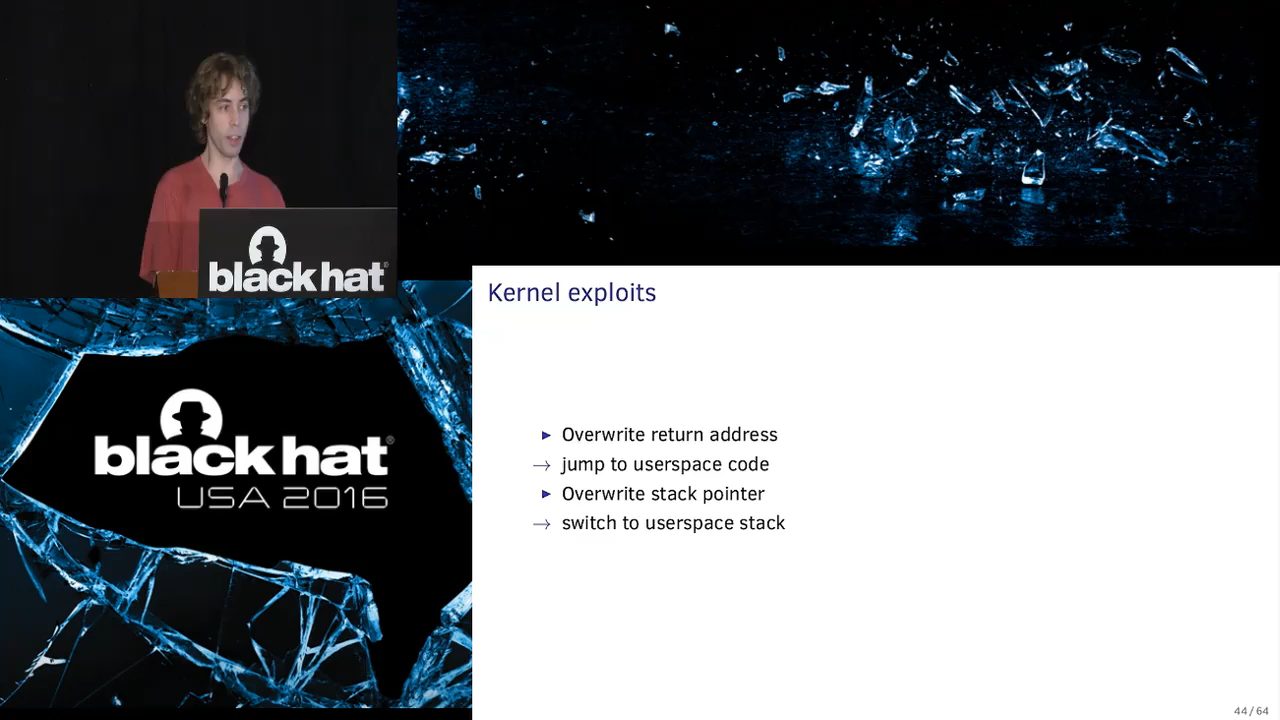 black hat®
black hat®
USA 2016
Kernel exploits
▶ Overwrite return address
→ jump to userspace code
▶ Overwrite stack pointer
→ switch to userspace stack
44/64